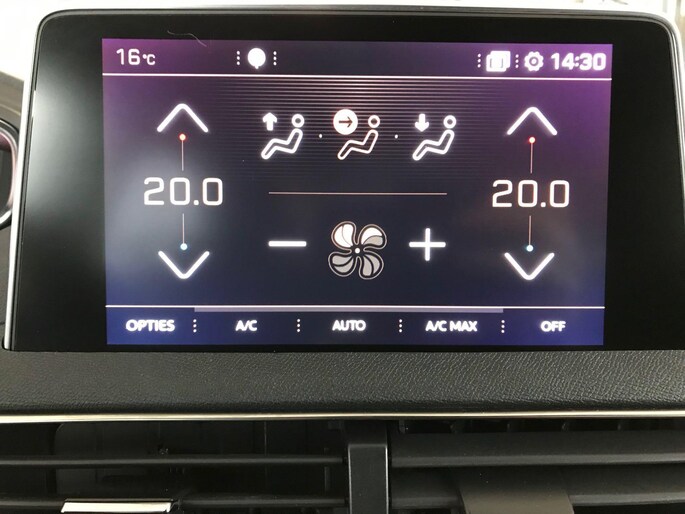 16°C 14:30
20.0 20.0
OPTIES A/C AUTO A/C MAX OFF